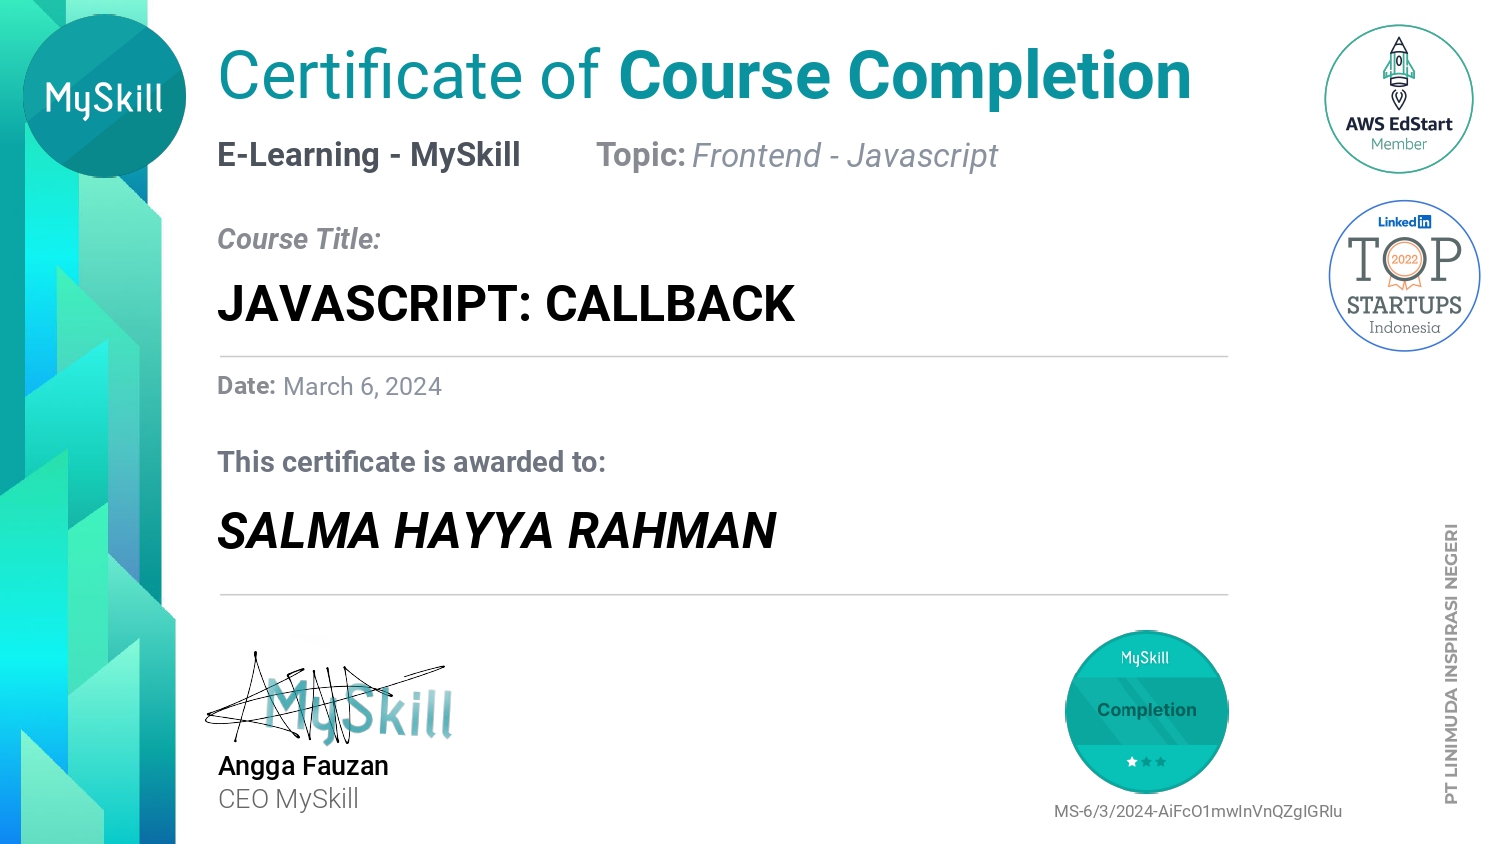 MySkill
Certificate of Course Completion
E-Learning - MySkill
Topic: Frontend - Javascript
Course Title:
JAVASCRIPT: CALLBACK
Date: March 6, 2024
This certificate is awarded to:
SALMA HAYYA RAHMAN
MySkill
Angga Fauzan
CEO MySkill
MySkill
Completion
MS-6/3/2024-AiFcO1mwInVnQZgIGRlu
AWS EdStart
Member
Linked in
TOP
2022
STARTUPS
Indonesia
PT LINIMUDA INSPIRASI NEGERI